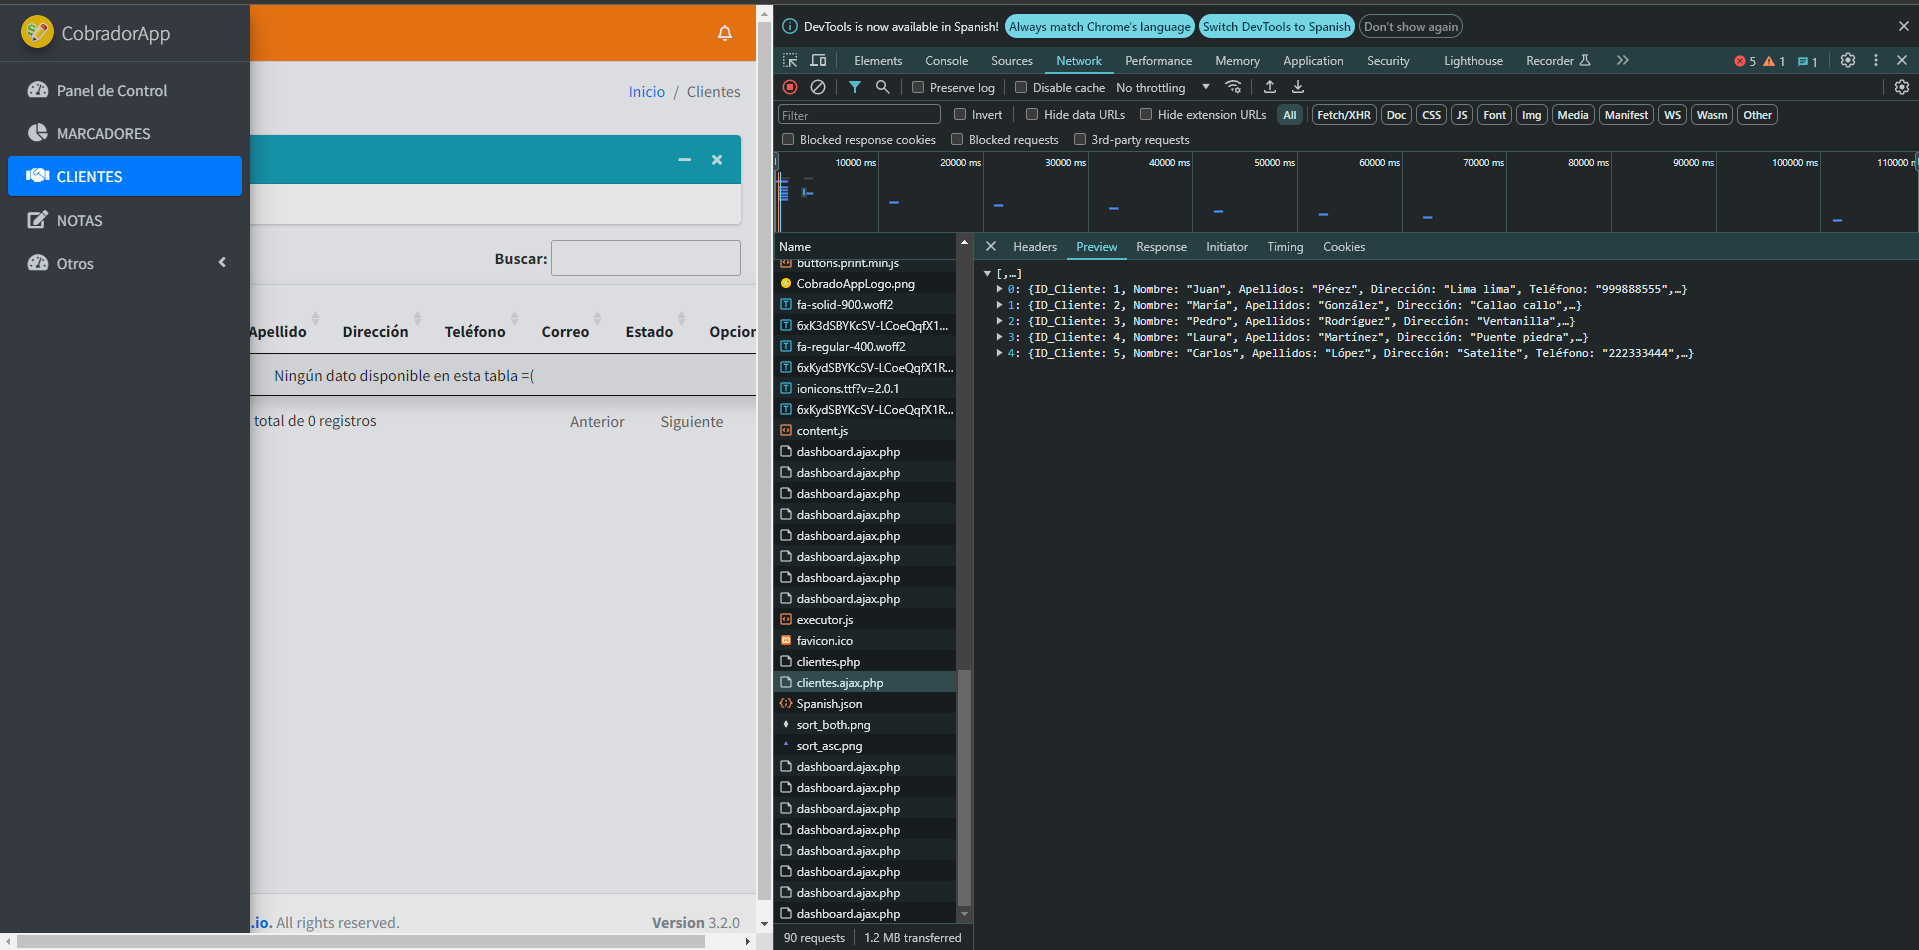 CobradorApp
Panel de Control
MARCADORES
CLIENTES
NOTAS
Otros
Inicio / Clientes
Buscar:
Apellido Dirección Teléfono Correo Estado Opcion
Ningún dato disponible en esta tabla =(
total de 0 registros
Anterior Siguiente
.io. All rights reserved.
Version 3.2.0
DevTools is now available in Spanish! Always match Chrome's language Switch DevTools to Spanish Don't show again
Elements Console Sources Network Performance Memory Application Security Lighthouse Recorder 5 1 1
Preserve log Disable cache No throttling
Filter Invert Hide data URLs Hide extension URLs All Fetch/XHR Doc CSS JS Font Img Media Manifest WS Wasm Other
Blocked response cookies Blocked requests 3rd-party requests
10000 ms 20000 ms 30000 ms 40000 ms 50000 ms 60000 ms 70000 ms 80000 ms 90000 ms 100000 ms 110000 m
Name
buttons.print.min.js
CobradoAppLogo.png
fa-solid-900.woff2
6xK3dSBYKcSV-LCoeQqfX1...
fa-regular-400.woff2
6xKydSBYKcSV-LCoeQqfX1R...
ionicons.ttf?v=2.0.1
6xKydSBYKcSV-LCoeQqfX1R...
content.js
dashboard.ajax.php
dashboard.ajax.php
dashboard.ajax.php
dashboard.ajax.php
dashboard.ajax.php
dashboard.ajax.php
dashboard.ajax.php
dashboard.ajax.php
executor.js
favicon.ico
clientes.php
clientes.ajax.php
Spanish.json
sort_both.png
sort_asc.png
dashboard.ajax.php
dashboard.ajax.php
dashboard.ajax.php
dashboard.ajax.php
dashboard.ajax.php
dashboard.ajax.php
dashboard.ajax.php
dashboard.ajax.php
90 requests 1.2 MB transferred
Headers Preview Response Initiator Timing Cookies
[,…]
0: {ID_Cliente: 1, Nombre: "Juan", Apellidos: "Pérez", Dirección: "Lima lima", Teléfono: "999888555",…}
1: {ID_Cliente: 2, Nombre: "María", Apellidos: "González", Dirección: "Callao callo",…}
2: {ID_Cliente: 3, Nombre: "Pedro", Apellidos: "Rodríguez", Dirección: "Ventanilla",…}
3: {ID_Cliente: 4, Nombre: "Laura", Apellidos: "Martínez", Dirección: "Puente piedra",…}
4: {ID_Cliente: 5, Nombre: "Carlos", Apellidos: "López", Dirección: "Satelite", Teléfono: "222333444",…}